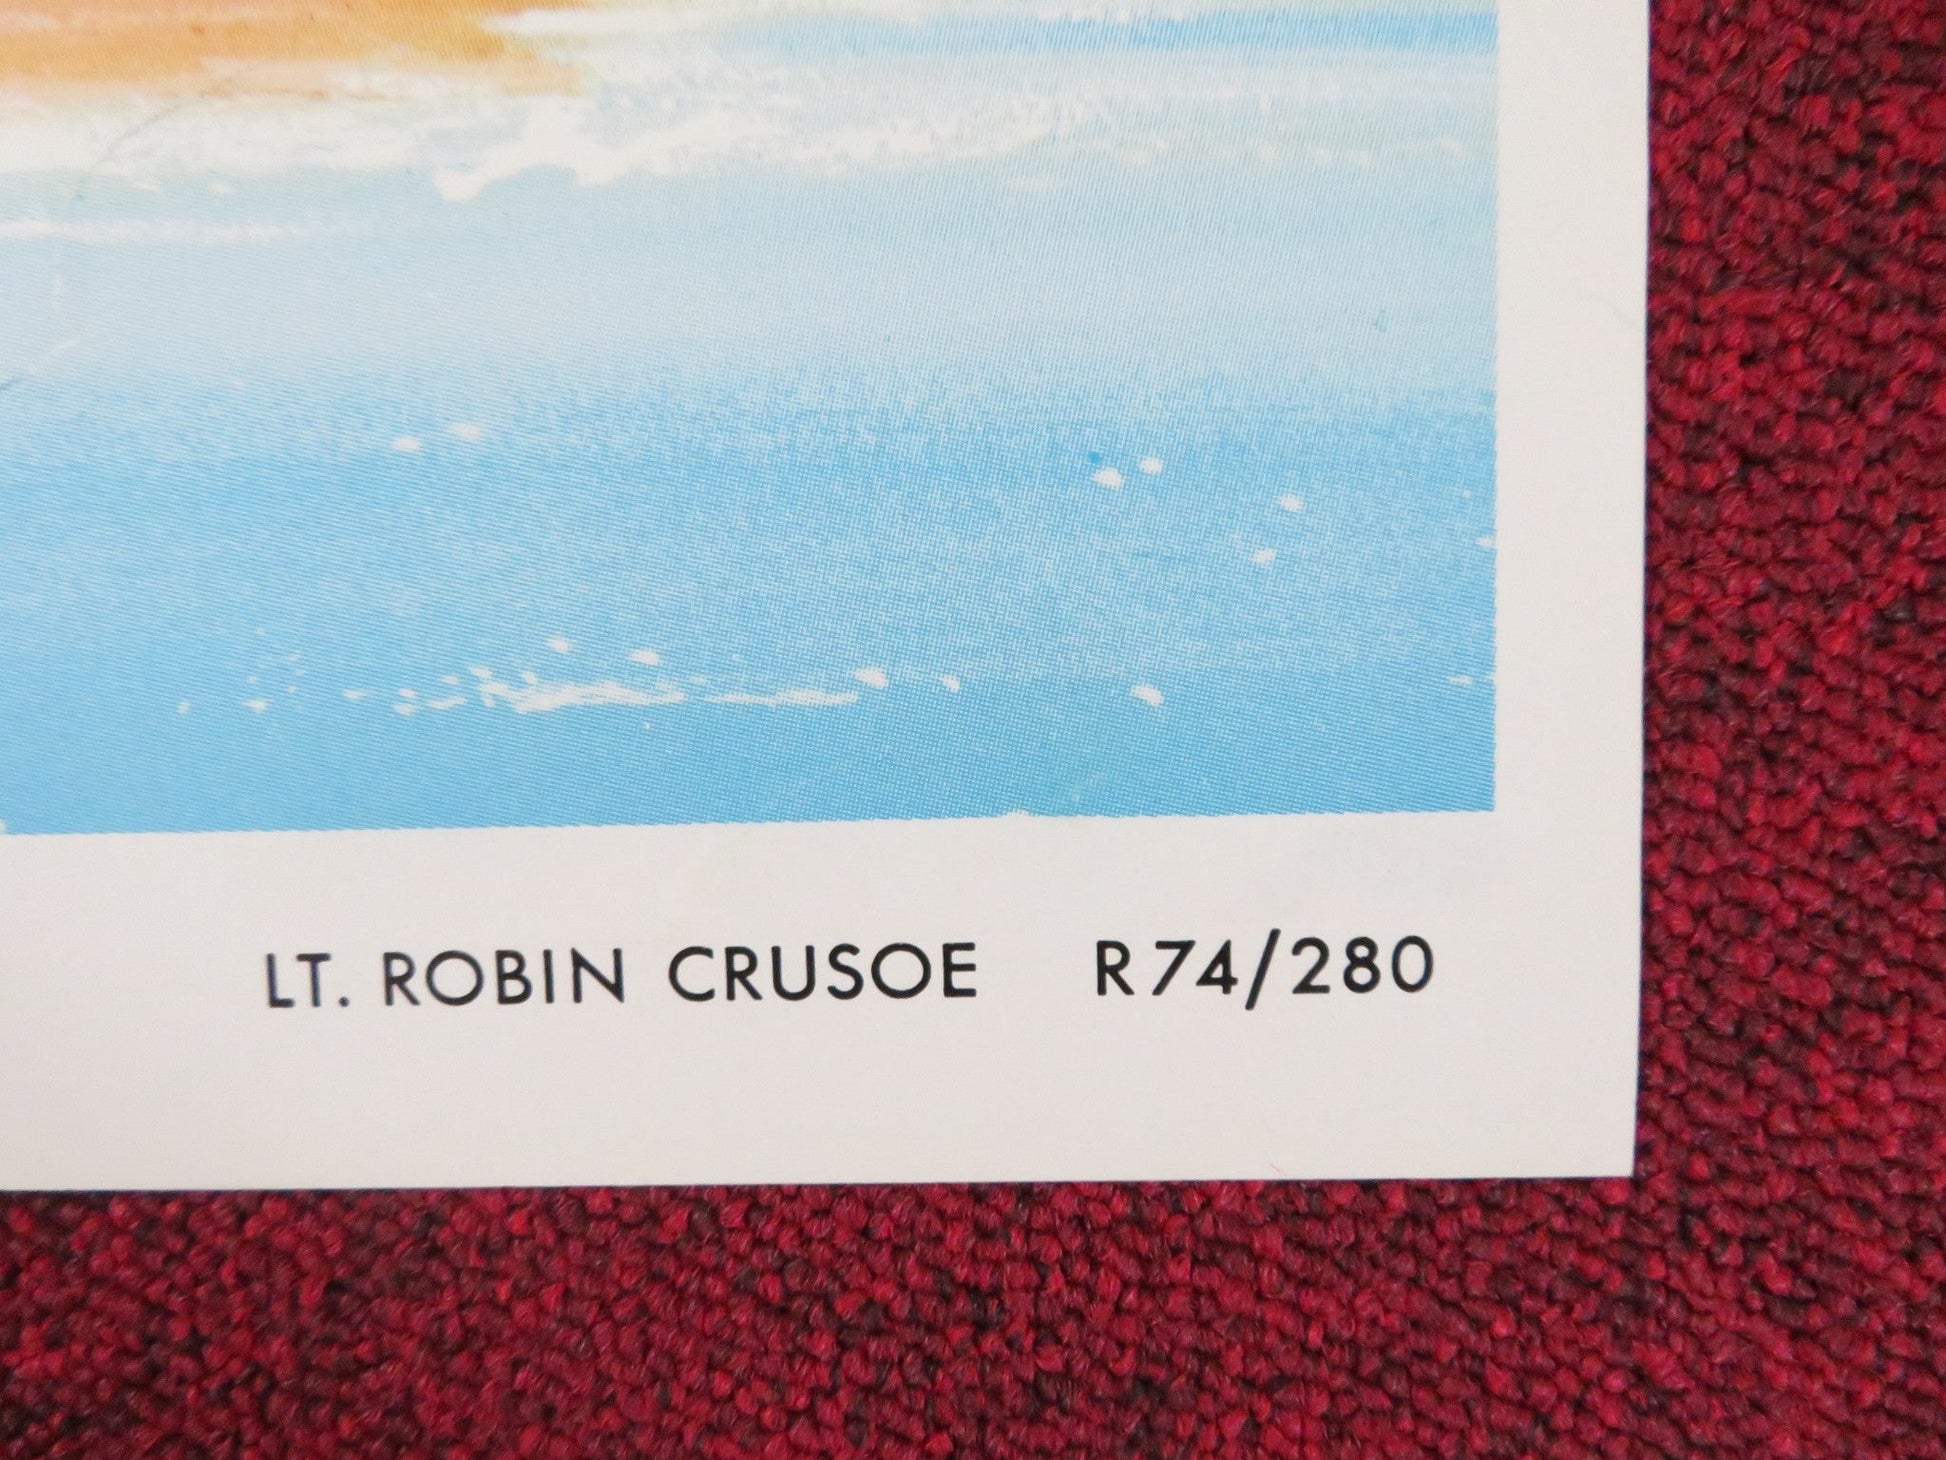 LT. ROBIN CRUSOE R74/280